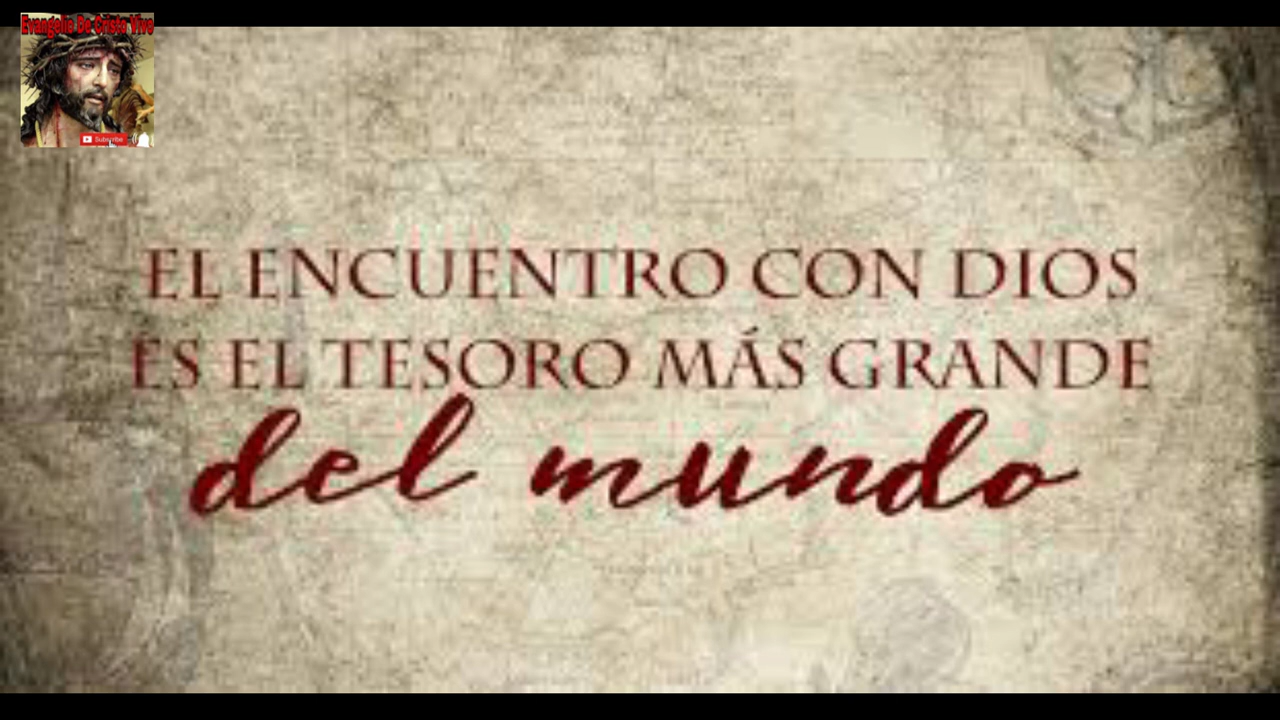 Evangelio De Cristo Vivo
Subscribe
EL ENCUENTRO CON DIOS
ES EL TESORO MÁS GRANDE
del mundo